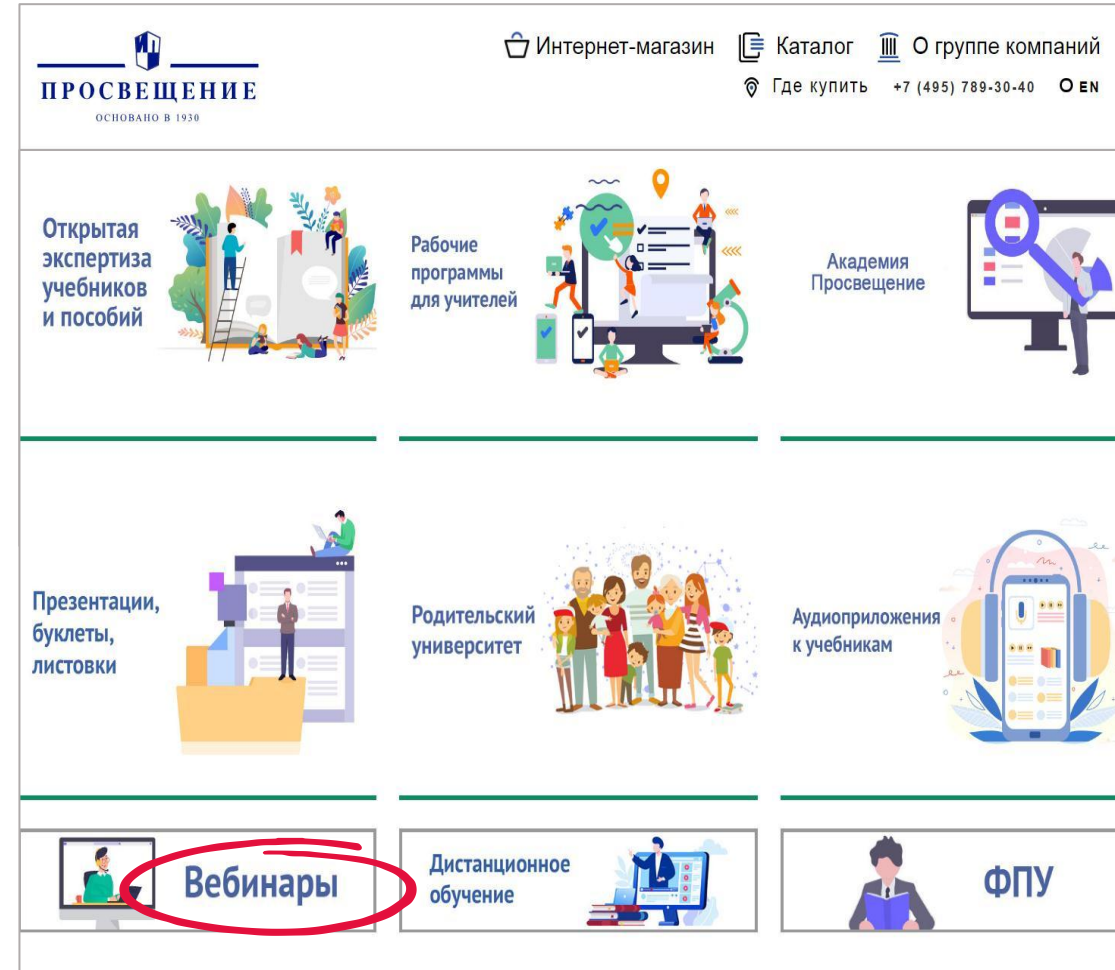 ИП
ПРОСВЕЩЕНИЕ
ОСНОВАНО В 1930
Интернет-магазин Каталог О группе компаний
Где купить +7 (495) 789-30-40 EN
Открытая
экспертиза
учебников
и пособий
Рабочие
программы
для учителей
Академия
Просвещение
Презентации,
буклеты,
листовки
Родительский
университет
Аудиоприложения
к учебникам
Вебинары
Дистанционное
обучение
ФПУ